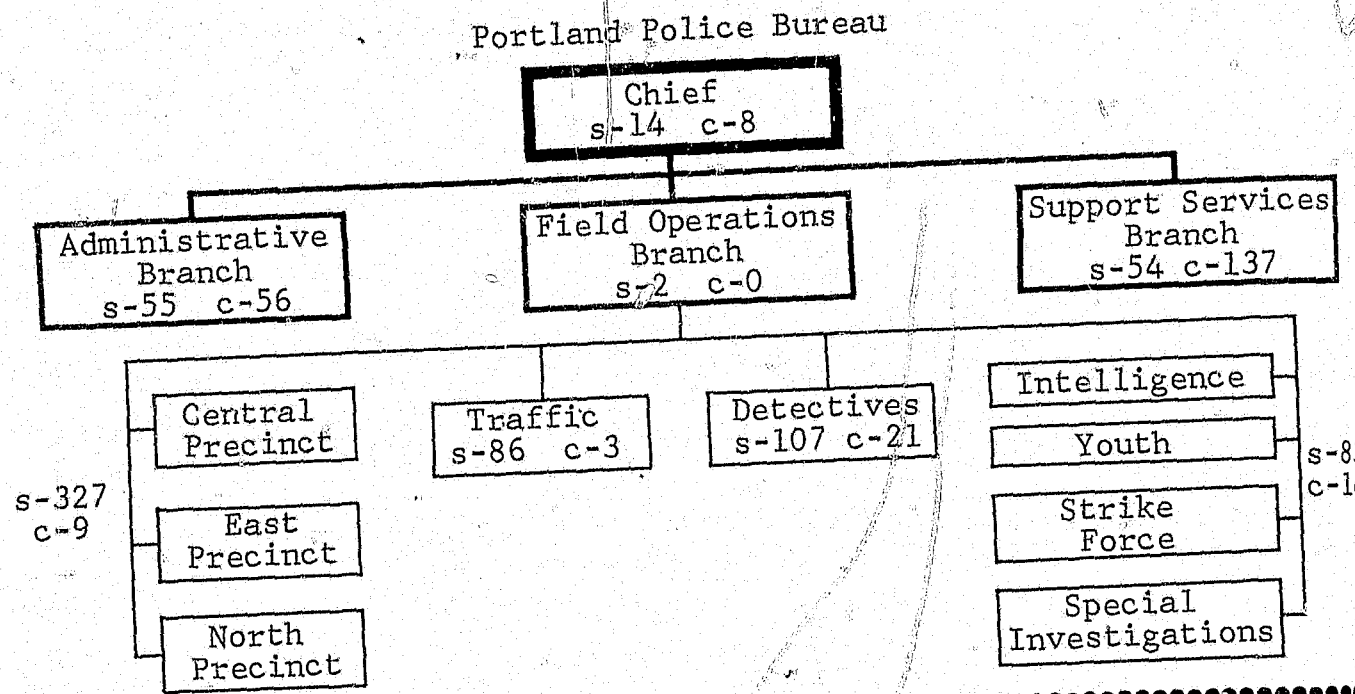 Portland Police Bureau
Chief
s-14 c-8
Administrative
Branch
s-55 c-56
Field Operations
Branch
s-2 c-0
Support Services
Branch
s-54 c-137
s-327
c-9
Central
Precinct
East
Precinct
North
Precinct
Traffic
s-86 c-3
Detectives
s-107 c-21
Intelligence
Youth
Strike
Force
Special
Investigations